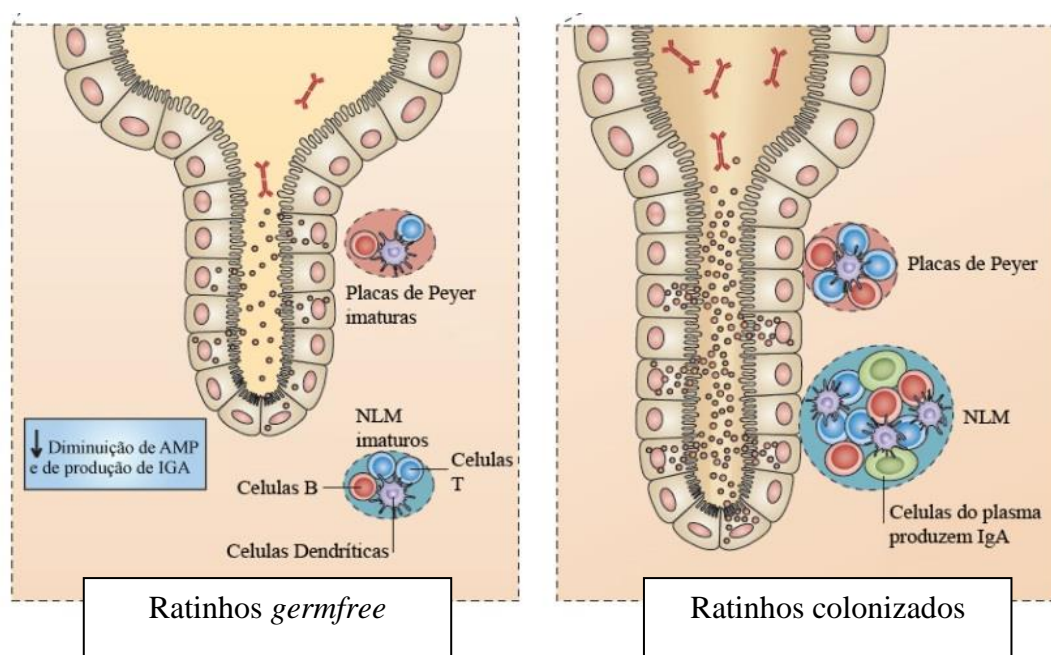 Placas de Peyer
imaturas
NLM
imaturos
Diminuição de AMP
e de produção de IGA
Celulas B
Celulas
T
Celulas Dendríticas
Ratinhos germfree
Placas de Peyer
NLM
Celulas do plasma
produzem IgA
Ratinhos colonizados